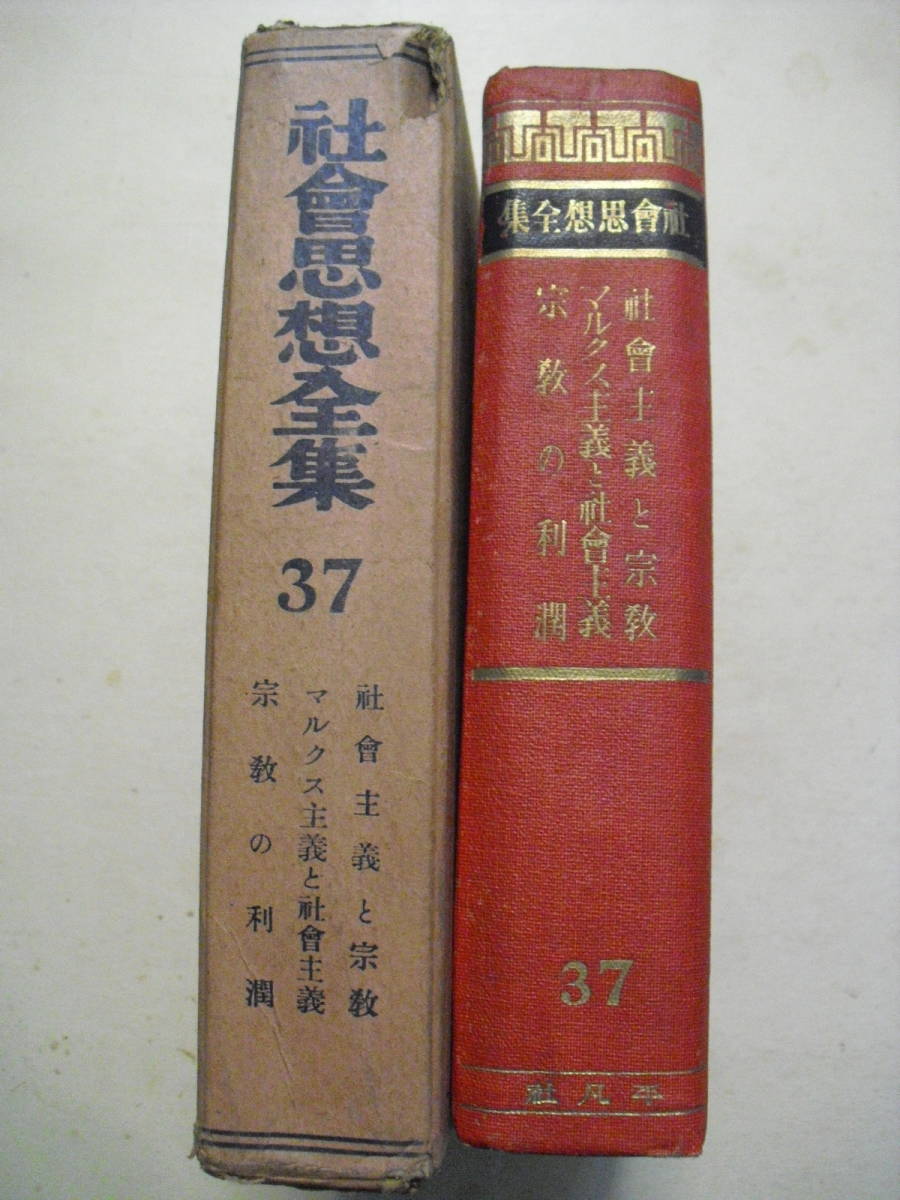 社會思想全集
37
社會主義と宗教
マルクス主義と社會主義
宗教の利潤
社會思想全集
社會主義と宗教
マルクス主義と社會主義
宗教の利潤
37
平凡社